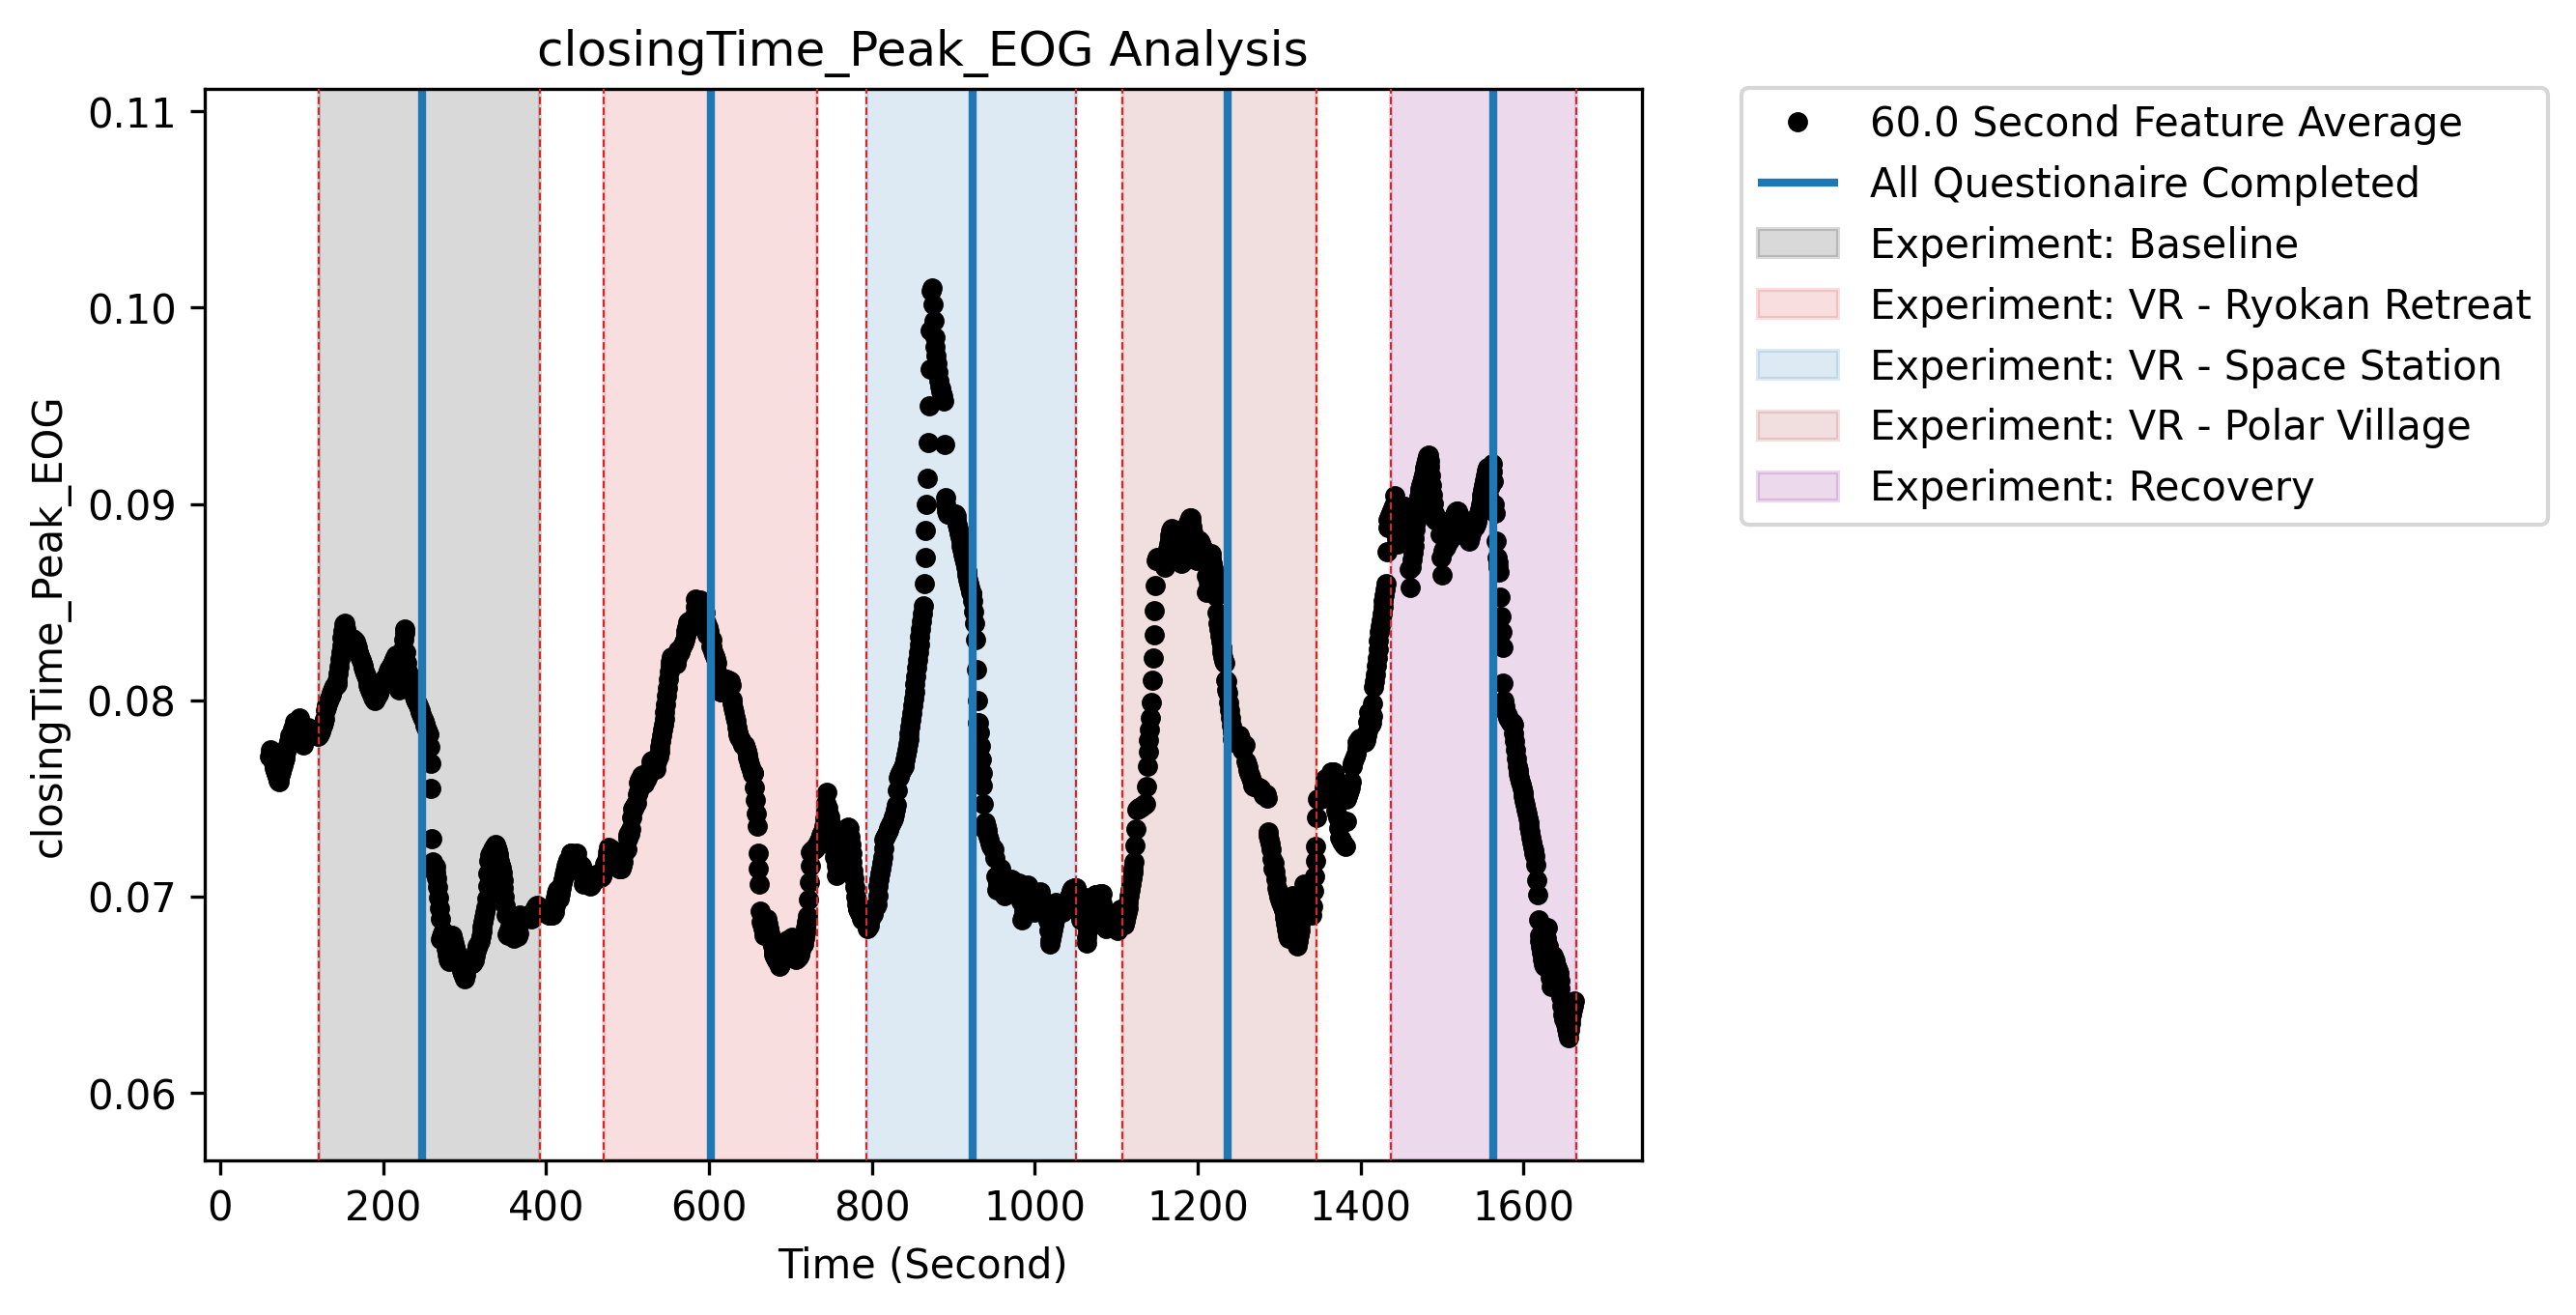 closingTime_Peak_EOG Analysis
0.11
0.10
0.09
0.08
0.07
0.06
closingTime_Peak_EOG
0 200 400 600 800 1000 1200 1400 1600
Time (Second)
60.0 Second Feature Average
All Questionaire Completed
Experiment: Baseline
Experiment: VR - Ryokan Retreat
Experiment: VR - Space Station
Experiment: VR - Polar Village
Experiment: Recovery